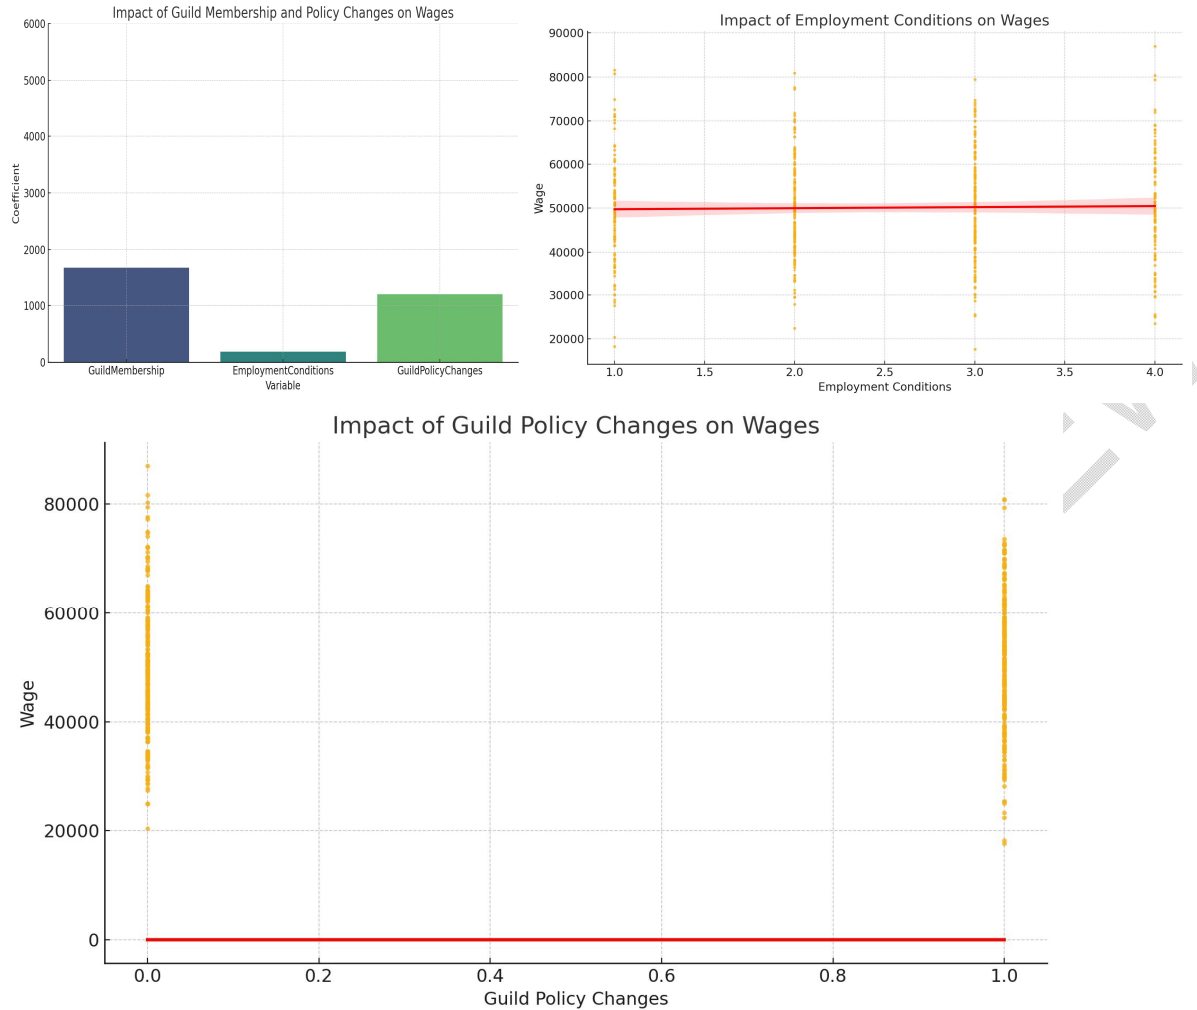 Impact of Guild Membership and Policy Changes on Wages
6000
5000
4000
3000
2000
1000
0
Coefficient
GuildMembership EmploymentConditions GuildPolicyChanges
Variable
Impact of Employment Conditions on Wages
90000
80000
70000
60000
50000
40000
30000
20000
Wage
1.0 1.5 2.0 2.5 3.0 3.5 4.0
Employment Conditions
Impact of Guild Policy Changes on Wages
80000
60000
40000
20000
0
Wage
0.0 0.2 0.4 0.6 0.8 1.0
Guild Policy Changes